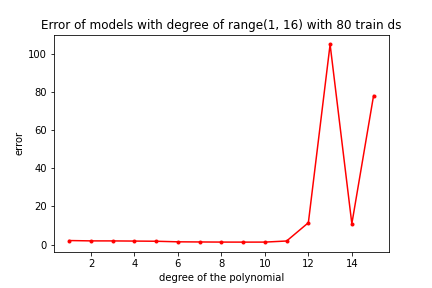 Error of models with degree of range(1, 16) with 80 train ds
100
80
60
40
20
0
error
2 4 6 8 10 12 14
degree of the polynomial